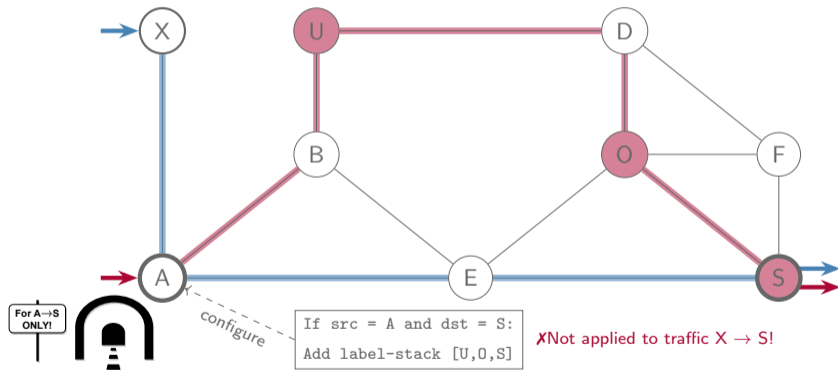 X
U
D
B
O
F
A
E
S
For A→S
ONLY!
configure
If src = A and dst = S:
Add label-stack [U,O,S]
✗Not applied to traffic X → S!